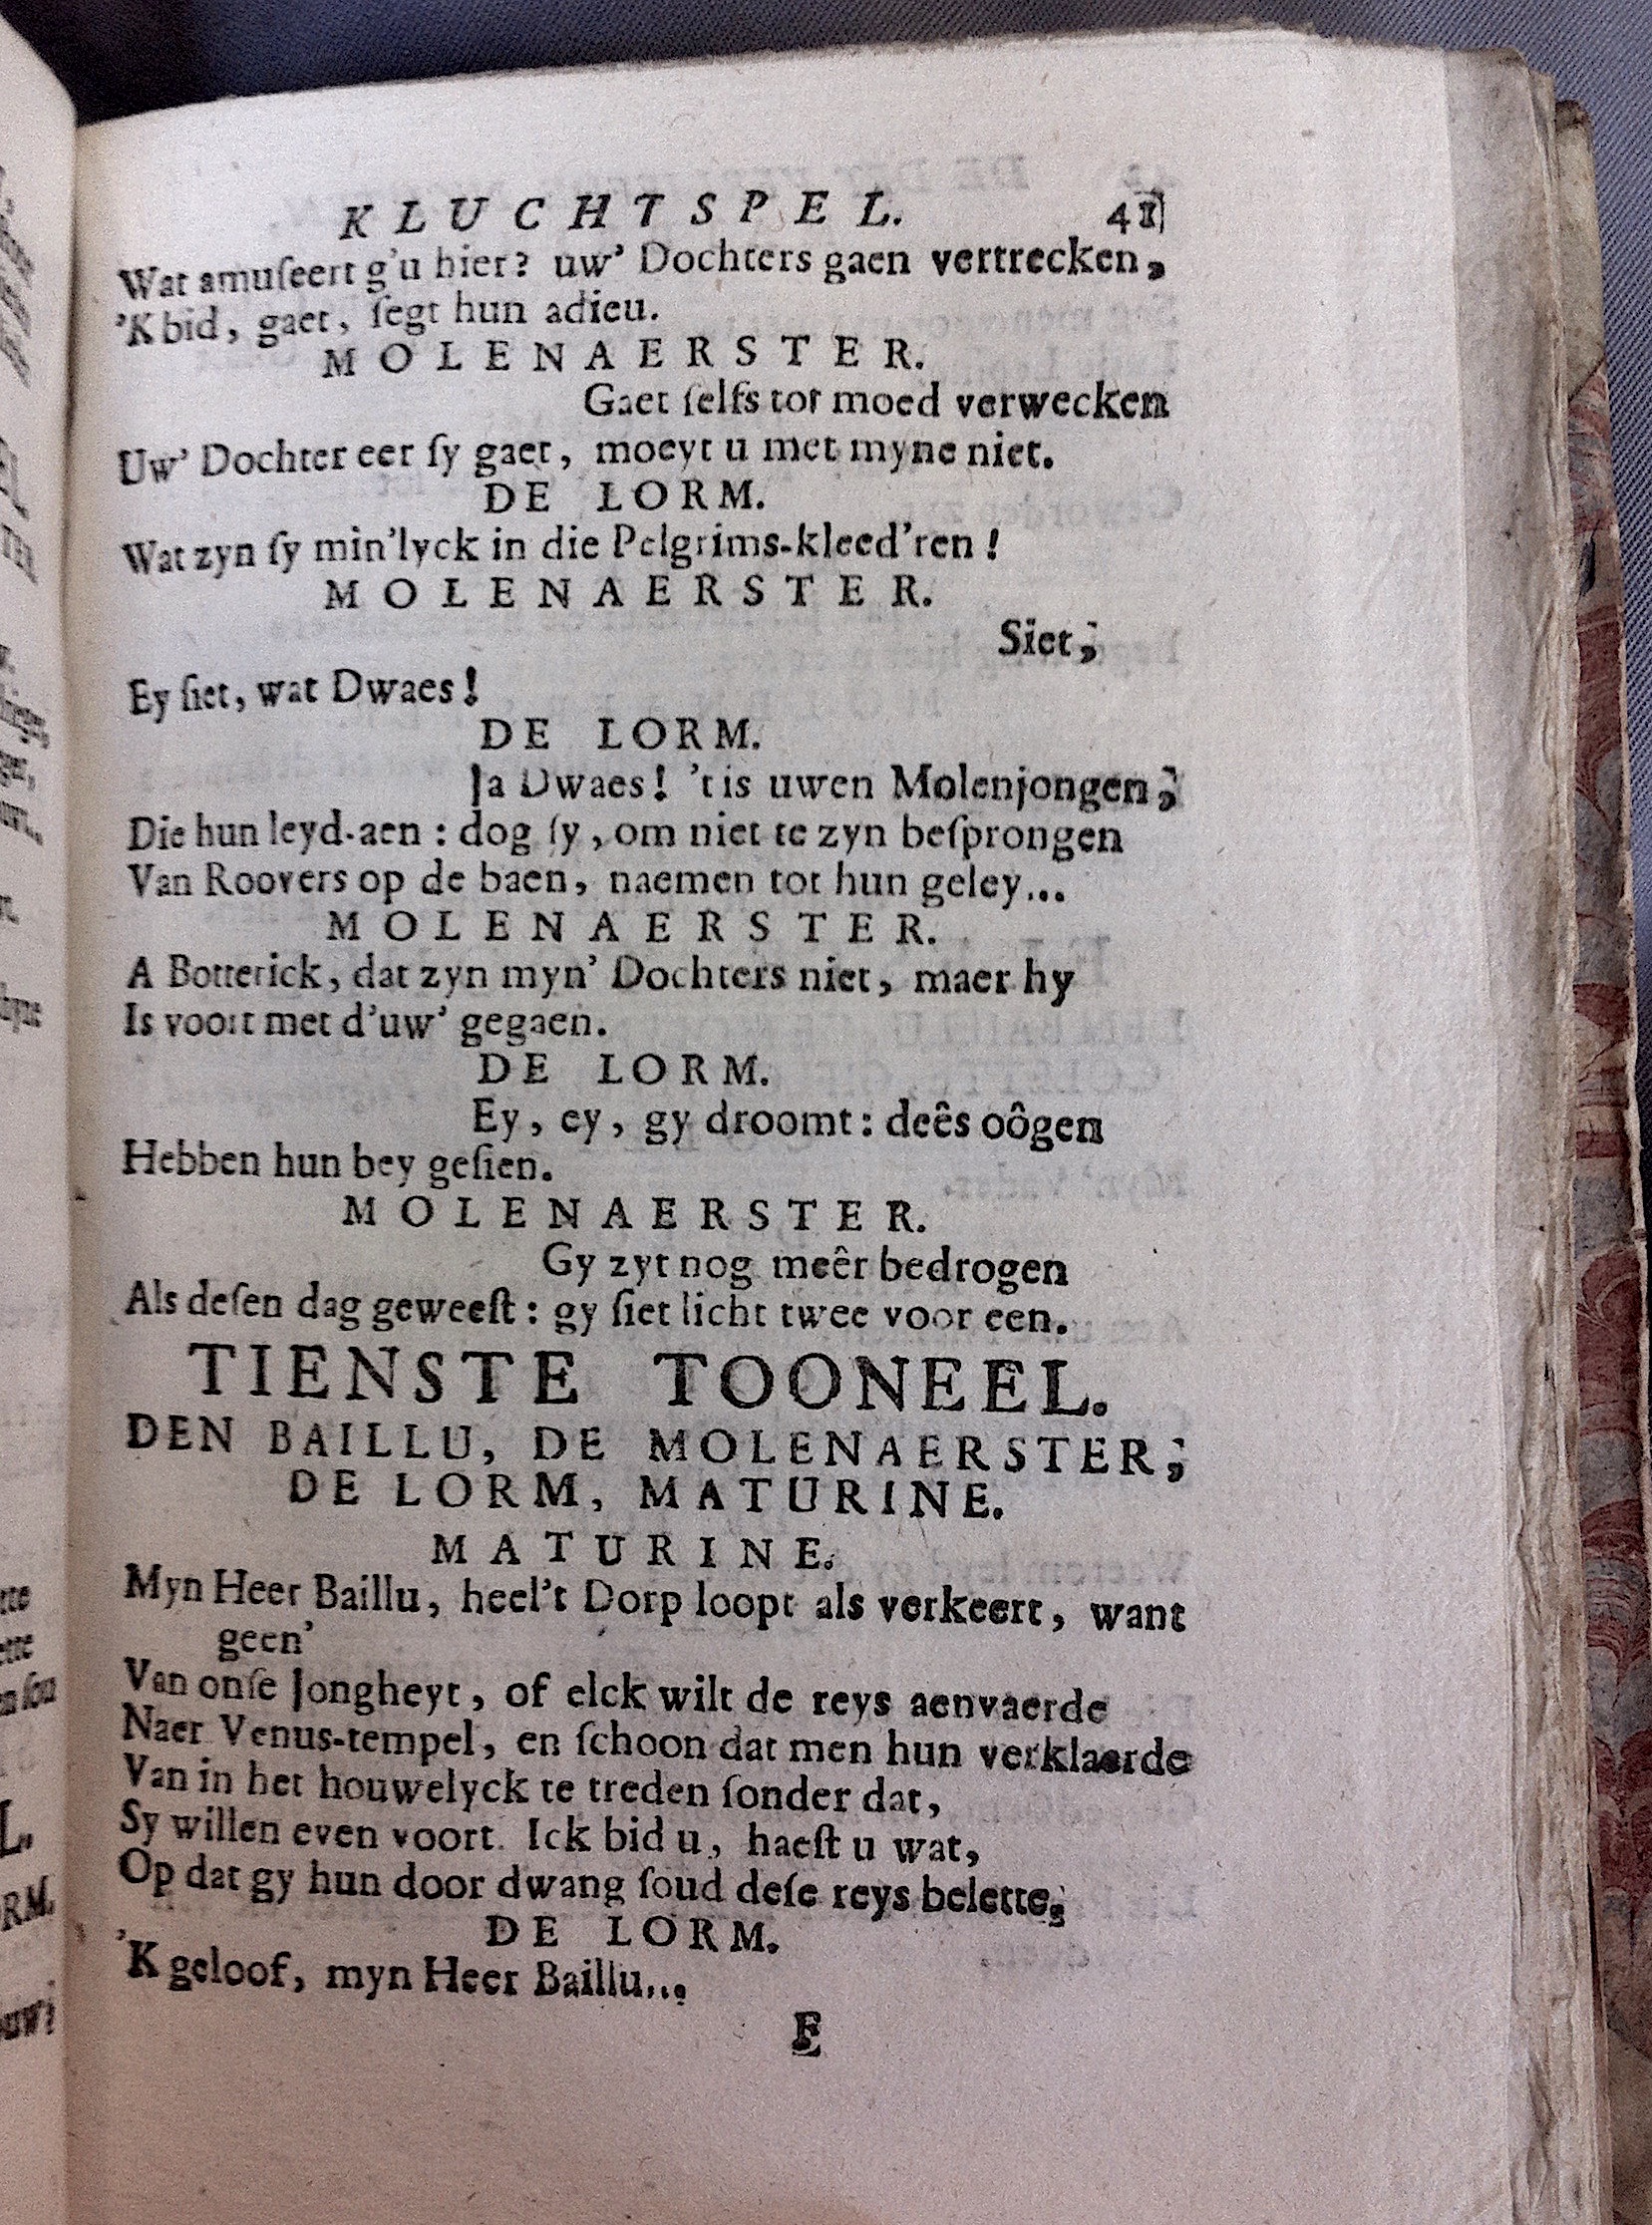 KLUCHTSPEL. 41
Wat amuſeert g'u hier? uw' Dochters gaen vertrecken,
'K bid, gaet, ſegt hun adieu.
MOLENAERSTER.
Gaet ſelfs tot moed verwecken
Uw' Dochter eer ſy gaet, moeyt u met myne niet.
DE LORM.
Wat zyn ſy min'lyck in die Pelgrims-kleed'ren!
MOLENAERSTER.
Siet,
Ey ſiet, wat Dwaes!
DE LORM.
Ja Dwaes! 't is uwen Molenjongen,
Die hun leyd-aen: dog ſy, om niet te zyn beſprongen
Van Roovers op de baen, naemen tot hun geley...
MOLENAERSTER.
A Botterick, dat zyn myn' Dochters niet, maer hy
Is voort met d'uw' gegaen.
DE LORM.
Ey, ey, gy droomt: deês oôgen
Hebben hun bey geſien.
MOLENAERSTER.
Gy zyt nog meêr bedrogen
Als deſen dag geweeſt: gy ſiet licht twee voor een.
TIENSTE TOONEEL.
DEN BAILLU, DE MOLENAERSTER,
DE LORM, MATURINE.
MATURINE.
Myn Heer Baillu, heel't Dorp loopt als verkeert, want
geen'
Van onſe Jongheyt, of elck wilt de reys aenvaerde
Naer Venus-tempel, en ſchoon dat men hun verklaerde
Van in het houwelyck te treden ſonder dat,
Sy willen even voort. Ick bid u, haeſt u wat,
Op dat gy hun door dwang ſoud deſe reys belette.
DE LORM.
'K geloof, myn Heer Baillu...
E